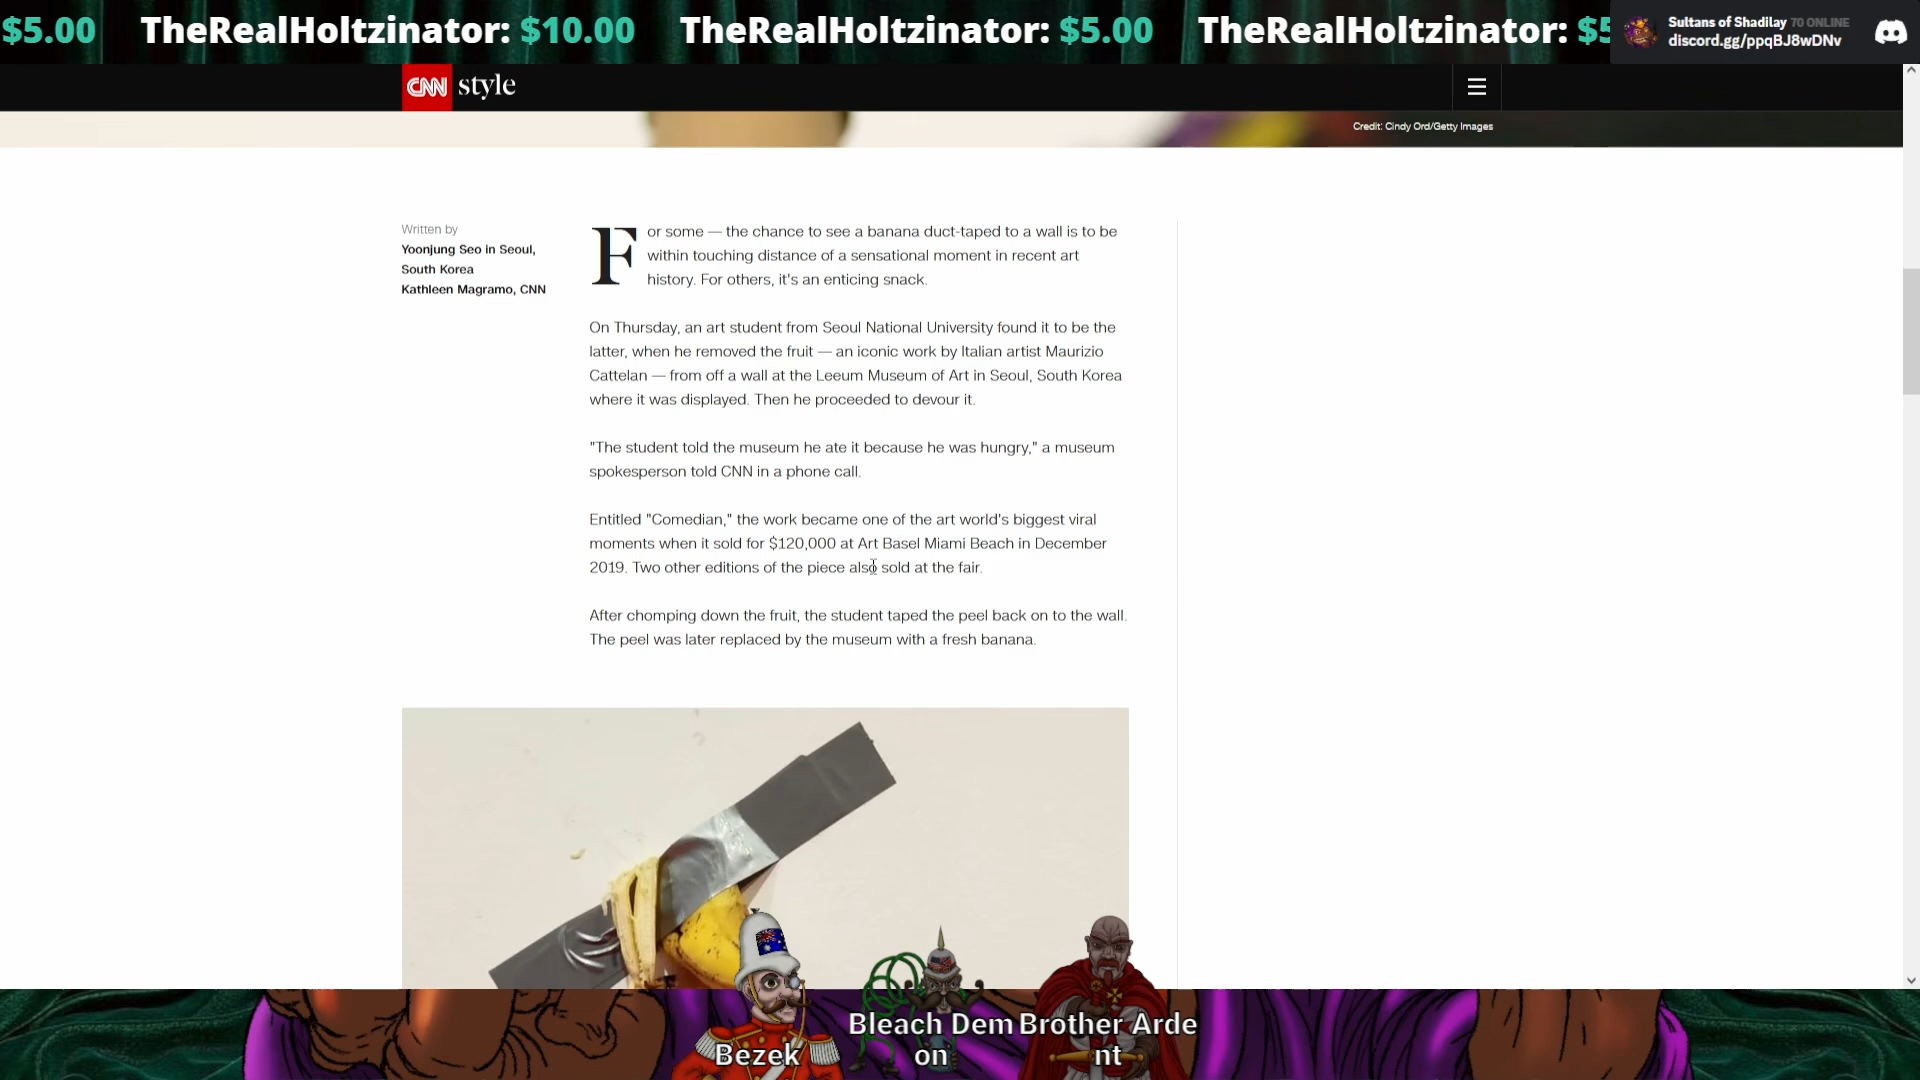 $5.00 TheRealHoltzinator: $10.00 TheRealHoltzinator: $5.00 TheRealHoltzinator: $5
Sultans of Shadilay 70 ONLINE
discord.gg/ppqBJ8wDNv
CNN style
Credit: Cindy Ord/Getty Images
Written by
Yoonjung Seo in Seoul,
South Korea
Kathleen Magramo, CNN
For some — the chance to see a banana duct-taped to a wall is to be
within touching distance of a sensational moment in recent art
history. For others, it's an enticing snack.
On Thursday, an art student from Seoul National University found it to be the
latter, when he removed the fruit — an iconic work by Italian artist Maurizio
Cattelan — from off a wall at the Leeum Museum of Art in Seoul, South Korea
where it was displayed. Then he proceeded to devour it.
"The student told the museum he ate it because he was hungry," a museum
spokesperson told CNN in a phone call.
Entitled "Comedian," the work became one of the art world's biggest viral
moments when it sold for $120,000 at Art Basel Miami Beach in December
2019. Two other editions of the piece also sold at the fair.
After chomping down the fruit, the student taped the peel back on to the wall.
The peel was later replaced by the museum with a fresh banana.
Bezek
Bleach Dem
on
Brother Arde
nt